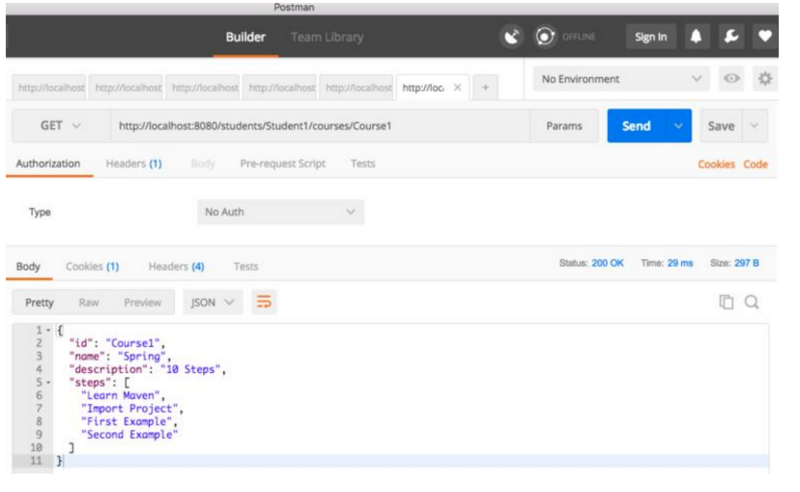 Postman
Builder Team Library OFFLINE Sign In
http://localhost http://localhost http://localhost http://localhost http://localhost http://loc. + No Environment
GET http://localhost:8080/students/Student1/courses/Course1 Params Send Save
Authorization Headers (1) Body Pre-request Script Tests Cookies Code
Type No Auth
Body Cookies (1) Headers (4) Tests Status: 200 OK Time: 29 ms Size: 297 B
Pretty Raw Preview JSON
1 {
2 "id": "Course1",
3 "name": "Spring",
4 "description": "10 Steps",
5 "steps": [
6 "Learn Maven",
7 "Import Project",
8 "First Example",
9 "Second Example"
10 ]
11 }